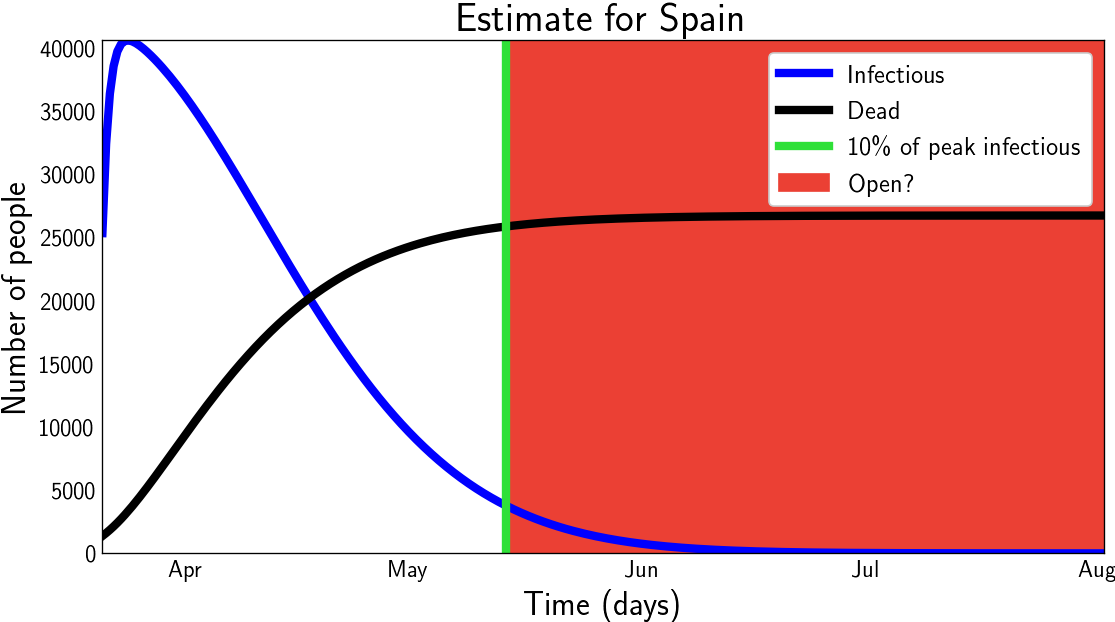 Estimate for Spain
Number of people
40000
35000
30000
25000
20000
15000
10000
5000
0
Infectious
Dead
10% of peak infectious
Open?
Apr May Jun Jul Aug
Time (days)